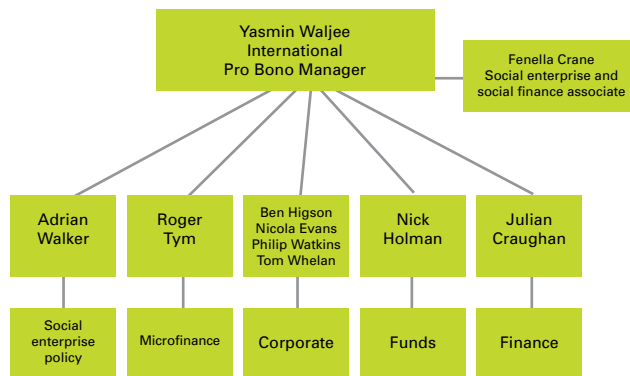 Yasmin Waljee
International
Pro Bono Manager
Fenella Crane
Social enterprise and
social finance associate
Adrian
Walker
Roger
Tym
Ben Higson
Nicola Evans
Philip Watkins
Tom Whelan
Nick
Holman
Julian
Craughan
Social
enterprise
policy
Microfinance
Corporate
Funds
Finance